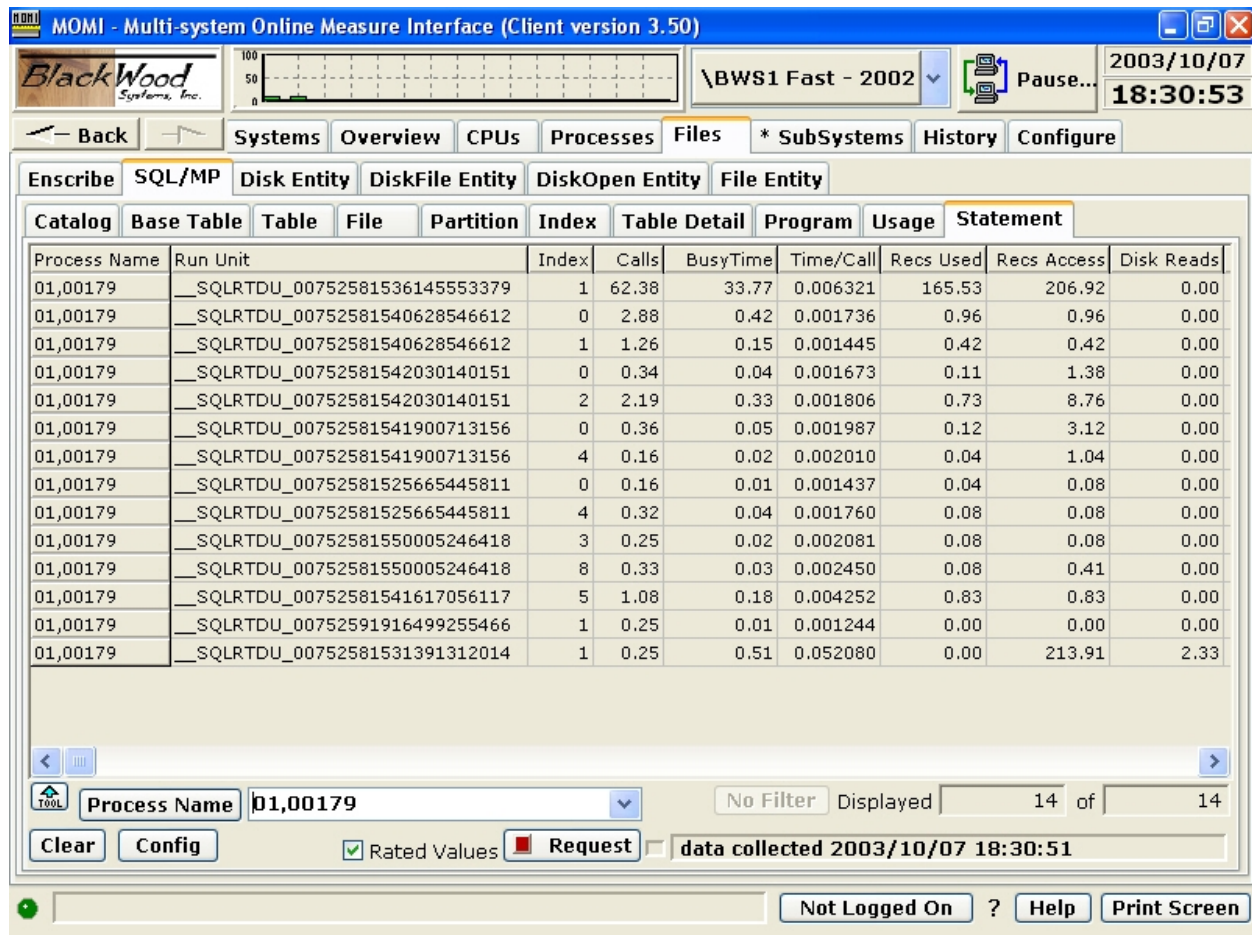 MOMI - Multi-system Online Measure Interface (Client version 3.50)
BlackWood Systems, Inc.
100
50
0
\BWS1 Fast - 2002
Pause...
2003/10/07
18:30:53
Back
Systems Overview CPUs Processes Files * SubSystems History Configure
Enscribe SQL/MP Disk Entity DiskFile Entity DiskOpen Entity File Entity
Catalog Base Table Table File Partition Index Table Detail Program Usage Statement
Process Name Run Unit Index Calls BusyTime Time/Call Recs Used Recs Access Disk Reads
01,00179 __SQLRTDU_00752581536145553379 1 62.38 33.77 0.006321 165.53 206.92 0.00
01,00179 __SQLRTDU_00752581540628546612 0 2.88 0.42 0.001736 0.96 0.96 0.00
01,00179 __SQLRTDU_00752581540628546612 1 1.26 0.15 0.001445 0.42 0.42 0.00
01,00179 __SQLRTDU_00752581542030140151 0 0.34 0.04 0.001673 0.11 1.38 0.00
01,00179 __SQLRTDU_00752581542030140151 2 2.19 0.33 0.001806 0.73 8.76 0.00
01,00179 __SQLRTDU_00752581541900713156 0 0.36 0.05 0.001987 0.12 3.12 0.00
01,00179 __SQLRTDU_00752581541900713156 4 0.16 0.02 0.002010 0.04 1.04 0.00
01,00179 __SQLRTDU_00752581525665445811 0 0.16 0.01 0.001437 0.04 0.08 0.00
01,00179 __SQLRTDU_00752581525665445811 4 0.32 0.04 0.001760 0.08 0.08 0.00
01,00179 __SQLRTDU_00752581550005246418 3 0.25 0.02 0.002081 0.08 0.08 0.00
01,00179 __SQLRTDU_00752581550005246418 8 0.33 0.03 0.002450 0.08 0.41 0.00
01,00179 __SQLRTDU_00752581541617056117 5 1.08 0.18 0.004252 0.83 0.83 0.00
01,00179 __SQLRTDU_00752591916499255466 1 0.25 0.01 0.001244 0.00 0.00 0.00
01,00179 __SQLRTDU_00752581531391312014 1 0.25 0.51 0.052080 0.00 213.91 2.33
TOOL Process Name 01,00179 No Filter Displayed 14 of 14
Clear Config Rated Values Request data collected 2003/10/07 18:30:51
Not Logged On ? Help Print Screen